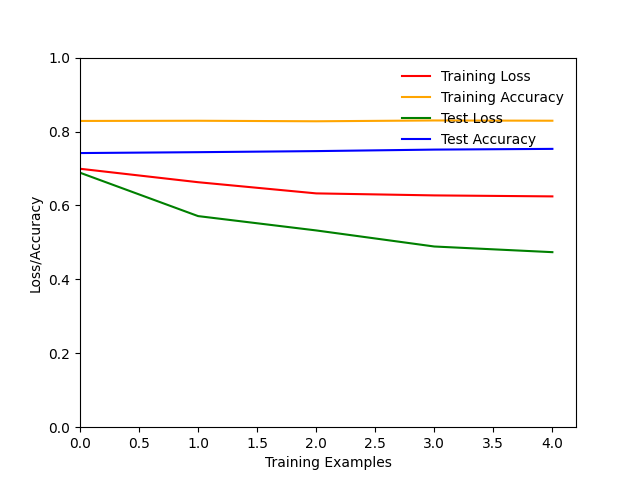 1.0
0.8
0.6
0.4
0.2
0.0
Loss/Accuracy
Training Loss
Training Accuracy
Test Loss
Test Accuracy
0.0 0.5 1.0 1.5 2.0 2.5 3.0 3.5 4.0
Training Examples